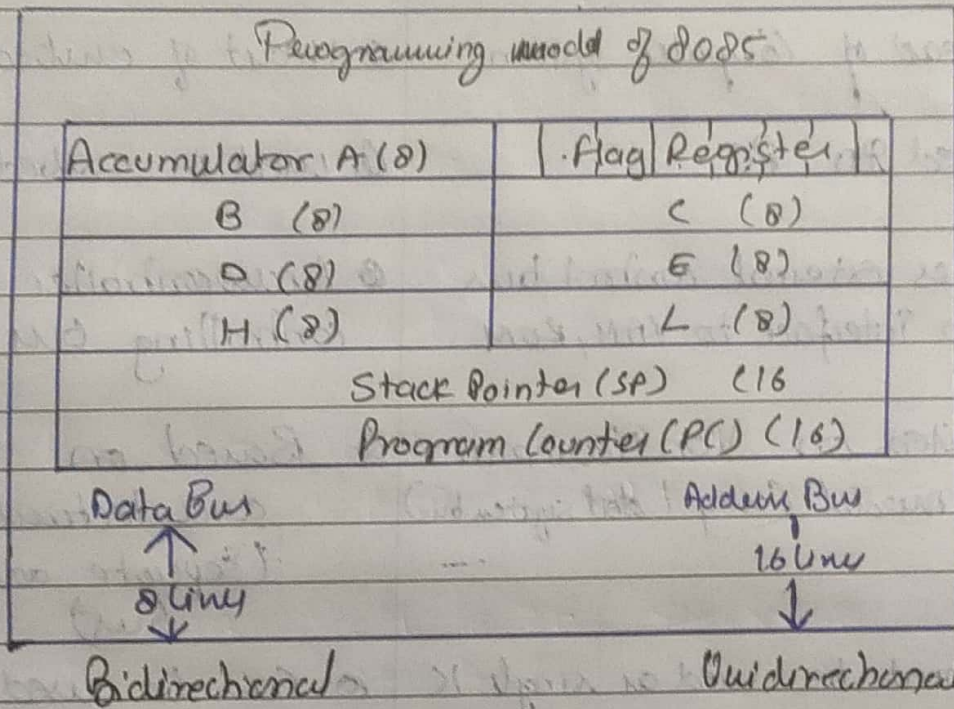 Programming model of 8085
Accumulator A (8) Flag Register
B (8) C (8)
D (8) E (8)
H (8) L (8)
Stack Pointer (SP) (16
Program Counter (PC) (16)
Data Bus Address Bus
16 lines
8 lines
Bidirectional Unidirectional